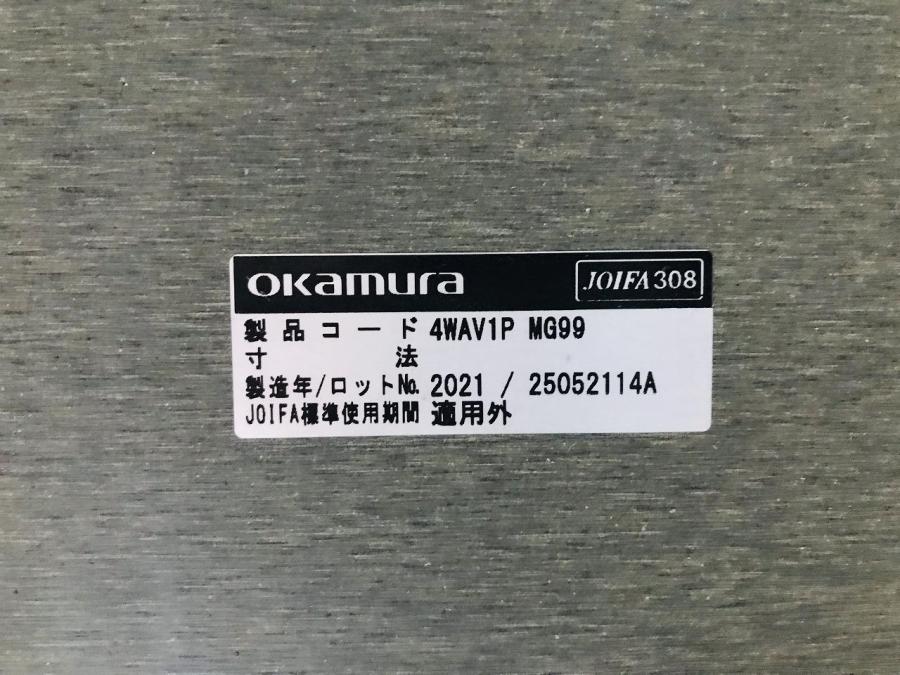 okamura JOIFA308
製品コード 4WAV1P MG99
寸法
製造年/ロットNo. 2021 / 25052114A
JOIFA標準使用期間 適用外